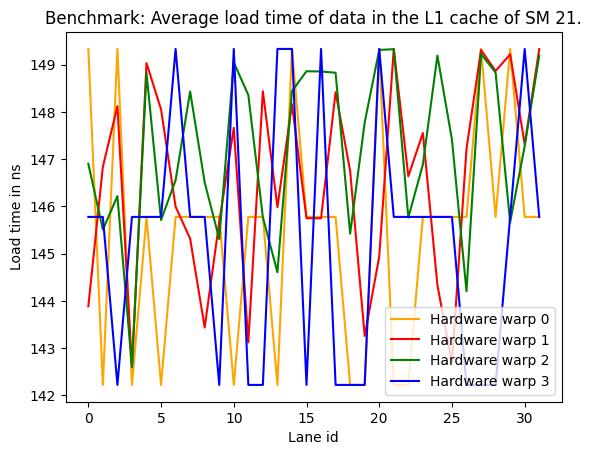 Benchmark: Average load time of data in the L1 cache of SM 21.
Load time in ns
149
148
147
146
145
144
143
142
Hardware warp 0
Hardware warp 1
Hardware warp 2
Hardware warp 3
0 5 10 15 20 25 30
Lane id